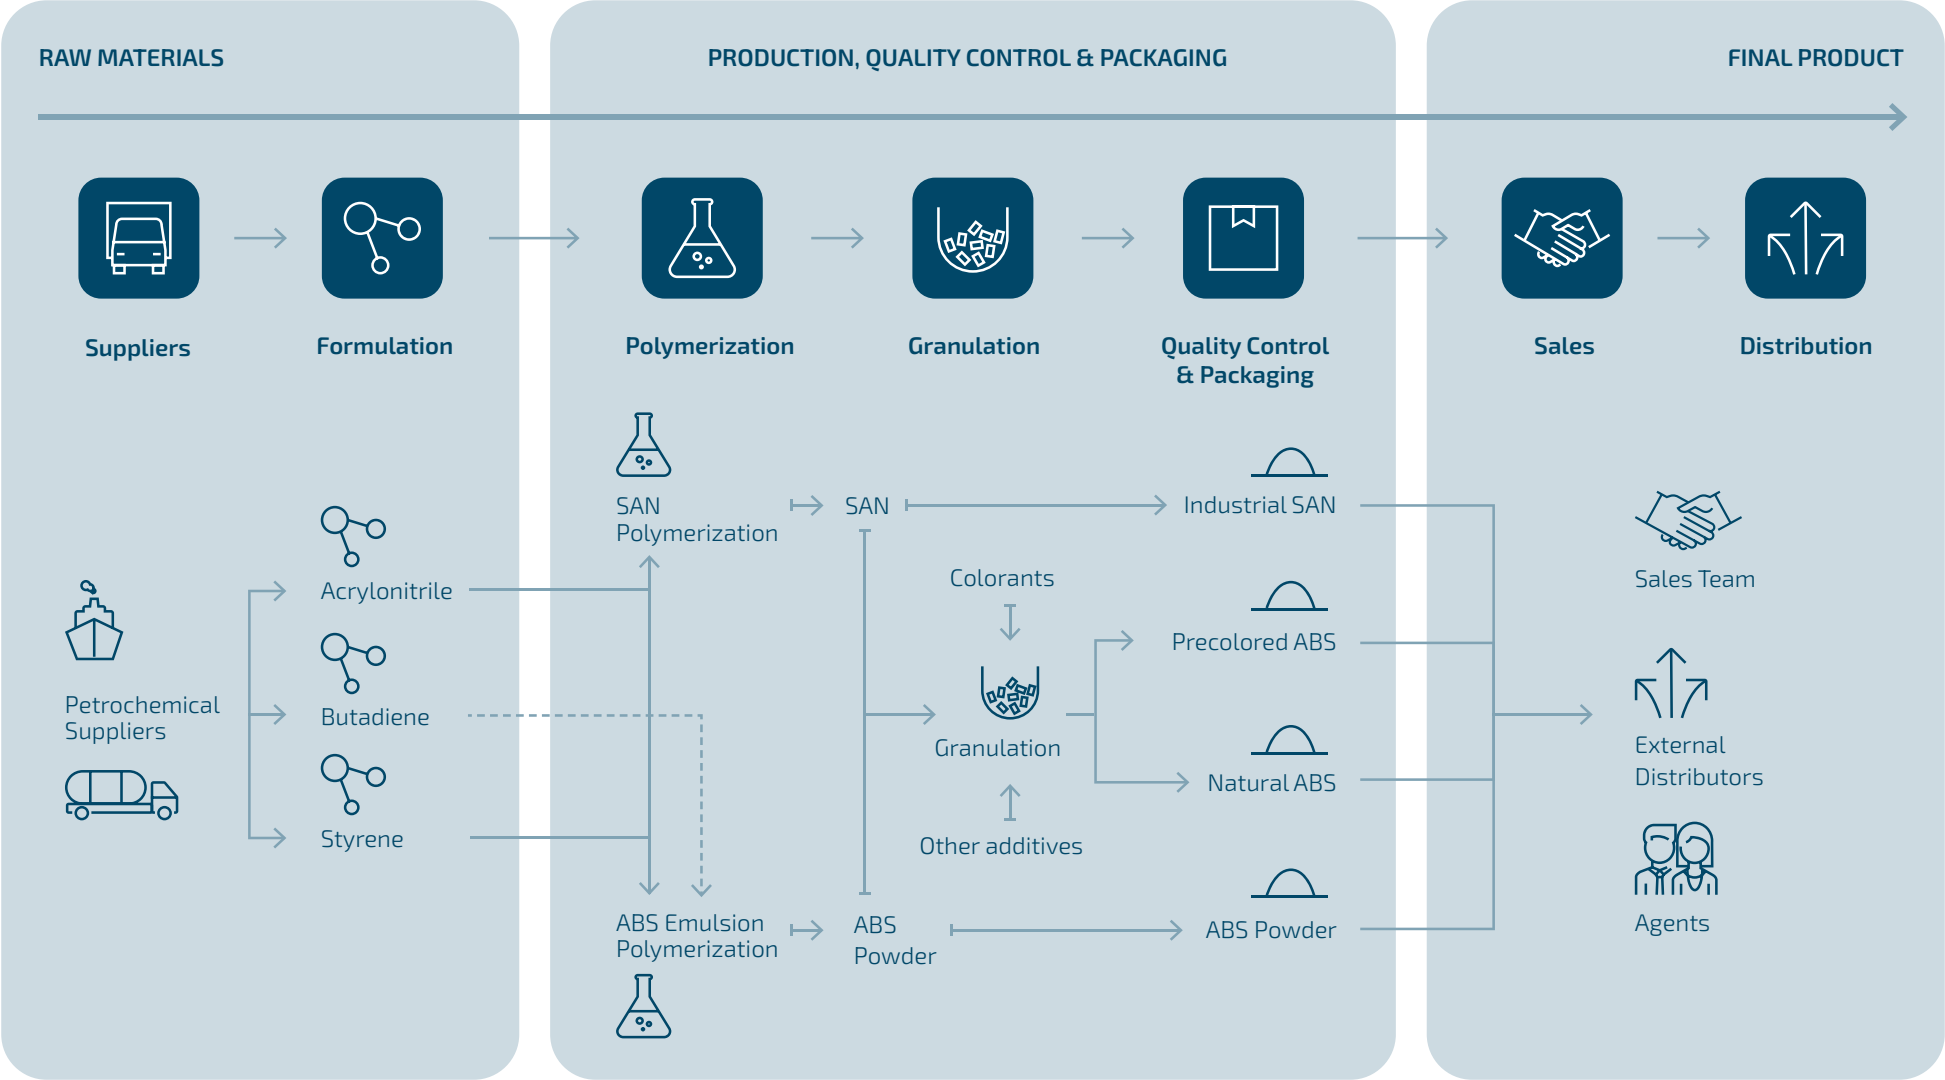 RAW MATERIALS
PRODUCTION, QUALITY CONTROL & PACKAGING
FINAL PRODUCT
Suppliers
Formulation
Polymerization
Granulation
Quality Control
& Packaging
Sales
Distribution
Petrochemical
Suppliers
Acrylonitrile
Butadiene
Styrene
SAN
Polymerization
ABS Emulsion
Polymerization
SAN
ABS
Powder
Colorants
Granulation
Other additives
Industrial SAN
Precolored ABS
Natural ABS
ABS Powder
Sales Team
External
Distributors
Agents